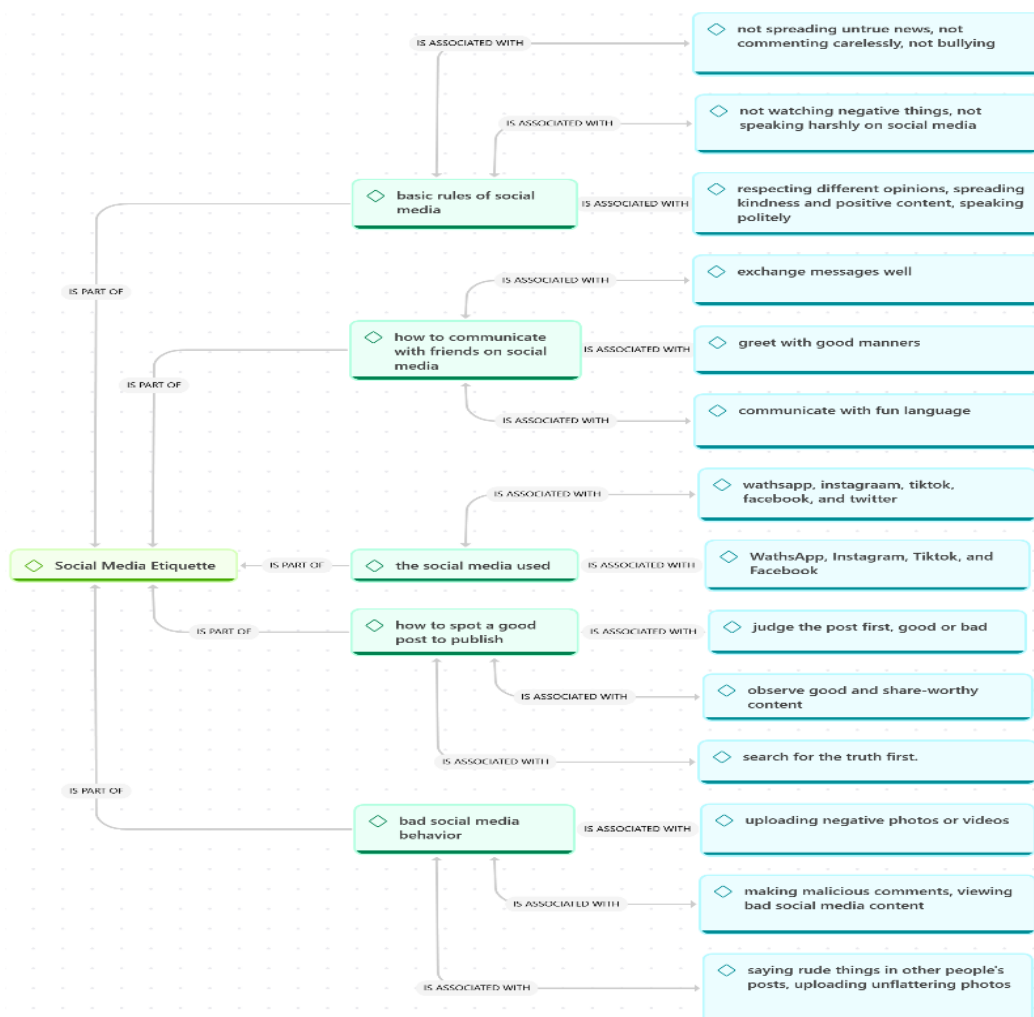 IS ASSOCIATED WITH
not spreading untrue news, not
commenting carelessly, not bullying
IS ASSOCIATED WITH
not watching negative things, not
speaking harshly on social media
basic rules of social
media
IS ASSOCIATED WITH
respecting different opinions, spreading
kindness and positive content, speaking
politely
IS PART OF
IS ASSOCIATED WITH
exchange messages well
how to communicate
with friends on social
media
IS ASSOCIATED WITH
greet with good manners
IS PART OF
IS ASSOCIATED WITH
communicate with fun language
IS ASSOCIATED WITH
wathsapp, instagraam, tiktok,
facebook, and twitter
Social Media Etiquette
IS PART OF
the social media used
IS ASSOCIATED WITH
WathsApp, Instagram, Tiktok, and
Facebook
IS PART OF
how to spot a good
post to publish
IS ASSOCIATED WITH
judge the post first, good or bad
IS ASSOCIATED WITH
observe good and share-worthy
content
IS ASSOCIATED WITH
search for the truth first.
IS PART OF
bad social media
behavior
IS ASSOCIATED WITH
uploading negative photos or videos
IS ASSOCIATED WITH
making malicious comments, viewing
bad social media content
IS ASSOCIATED WITH
saying rude things in other people's
posts, uploading unflattering photos